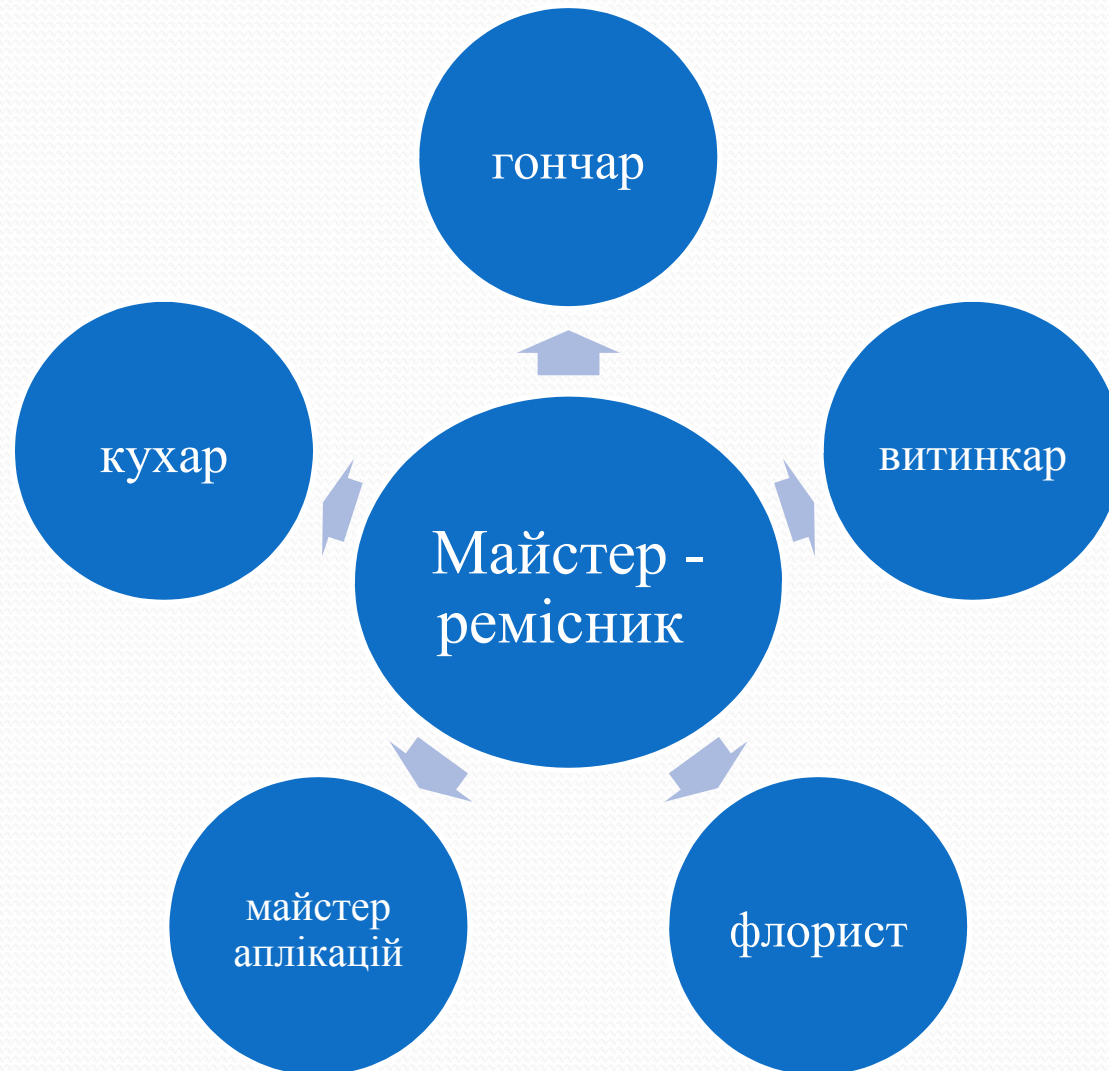 гончар
кухар
витинкар
Майстер -
ремісник
майстер
аплікацій
флорист